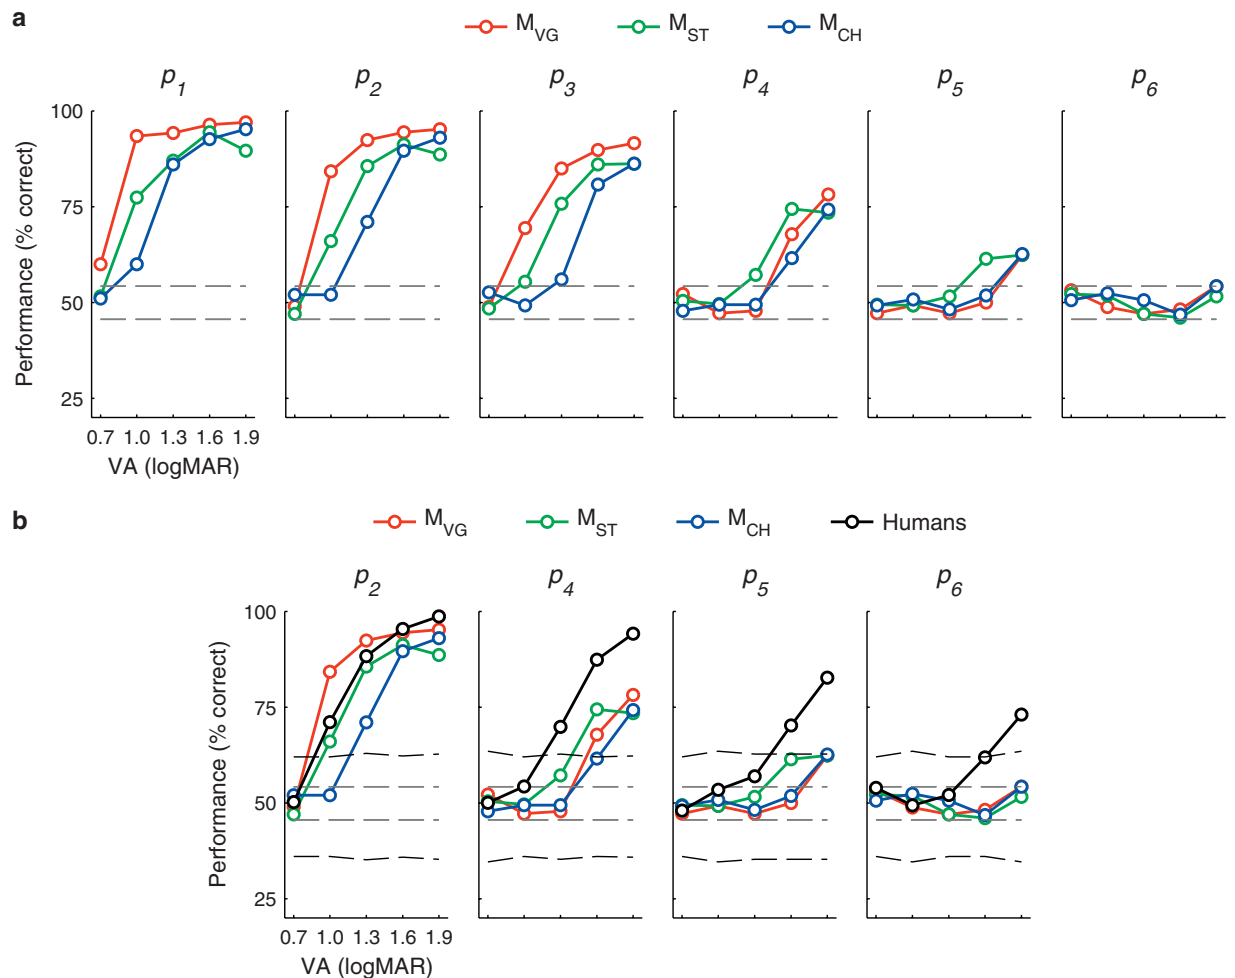 a
M_VG M_ST M_CH
p_1 p_2 p_3 p_4 p_5 p_6
Performance (% correct)
100
75
50
25
0.7 1.0 1.3 1.6 1.9
VA (logMAR)
b
M_VG M_ST M_CH Humans
p_2 p_4 p_5 p_6
Performance (% correct)
100
75
50
25
0.7 1.0 1.3 1.6 1.9
VA (logMAR)